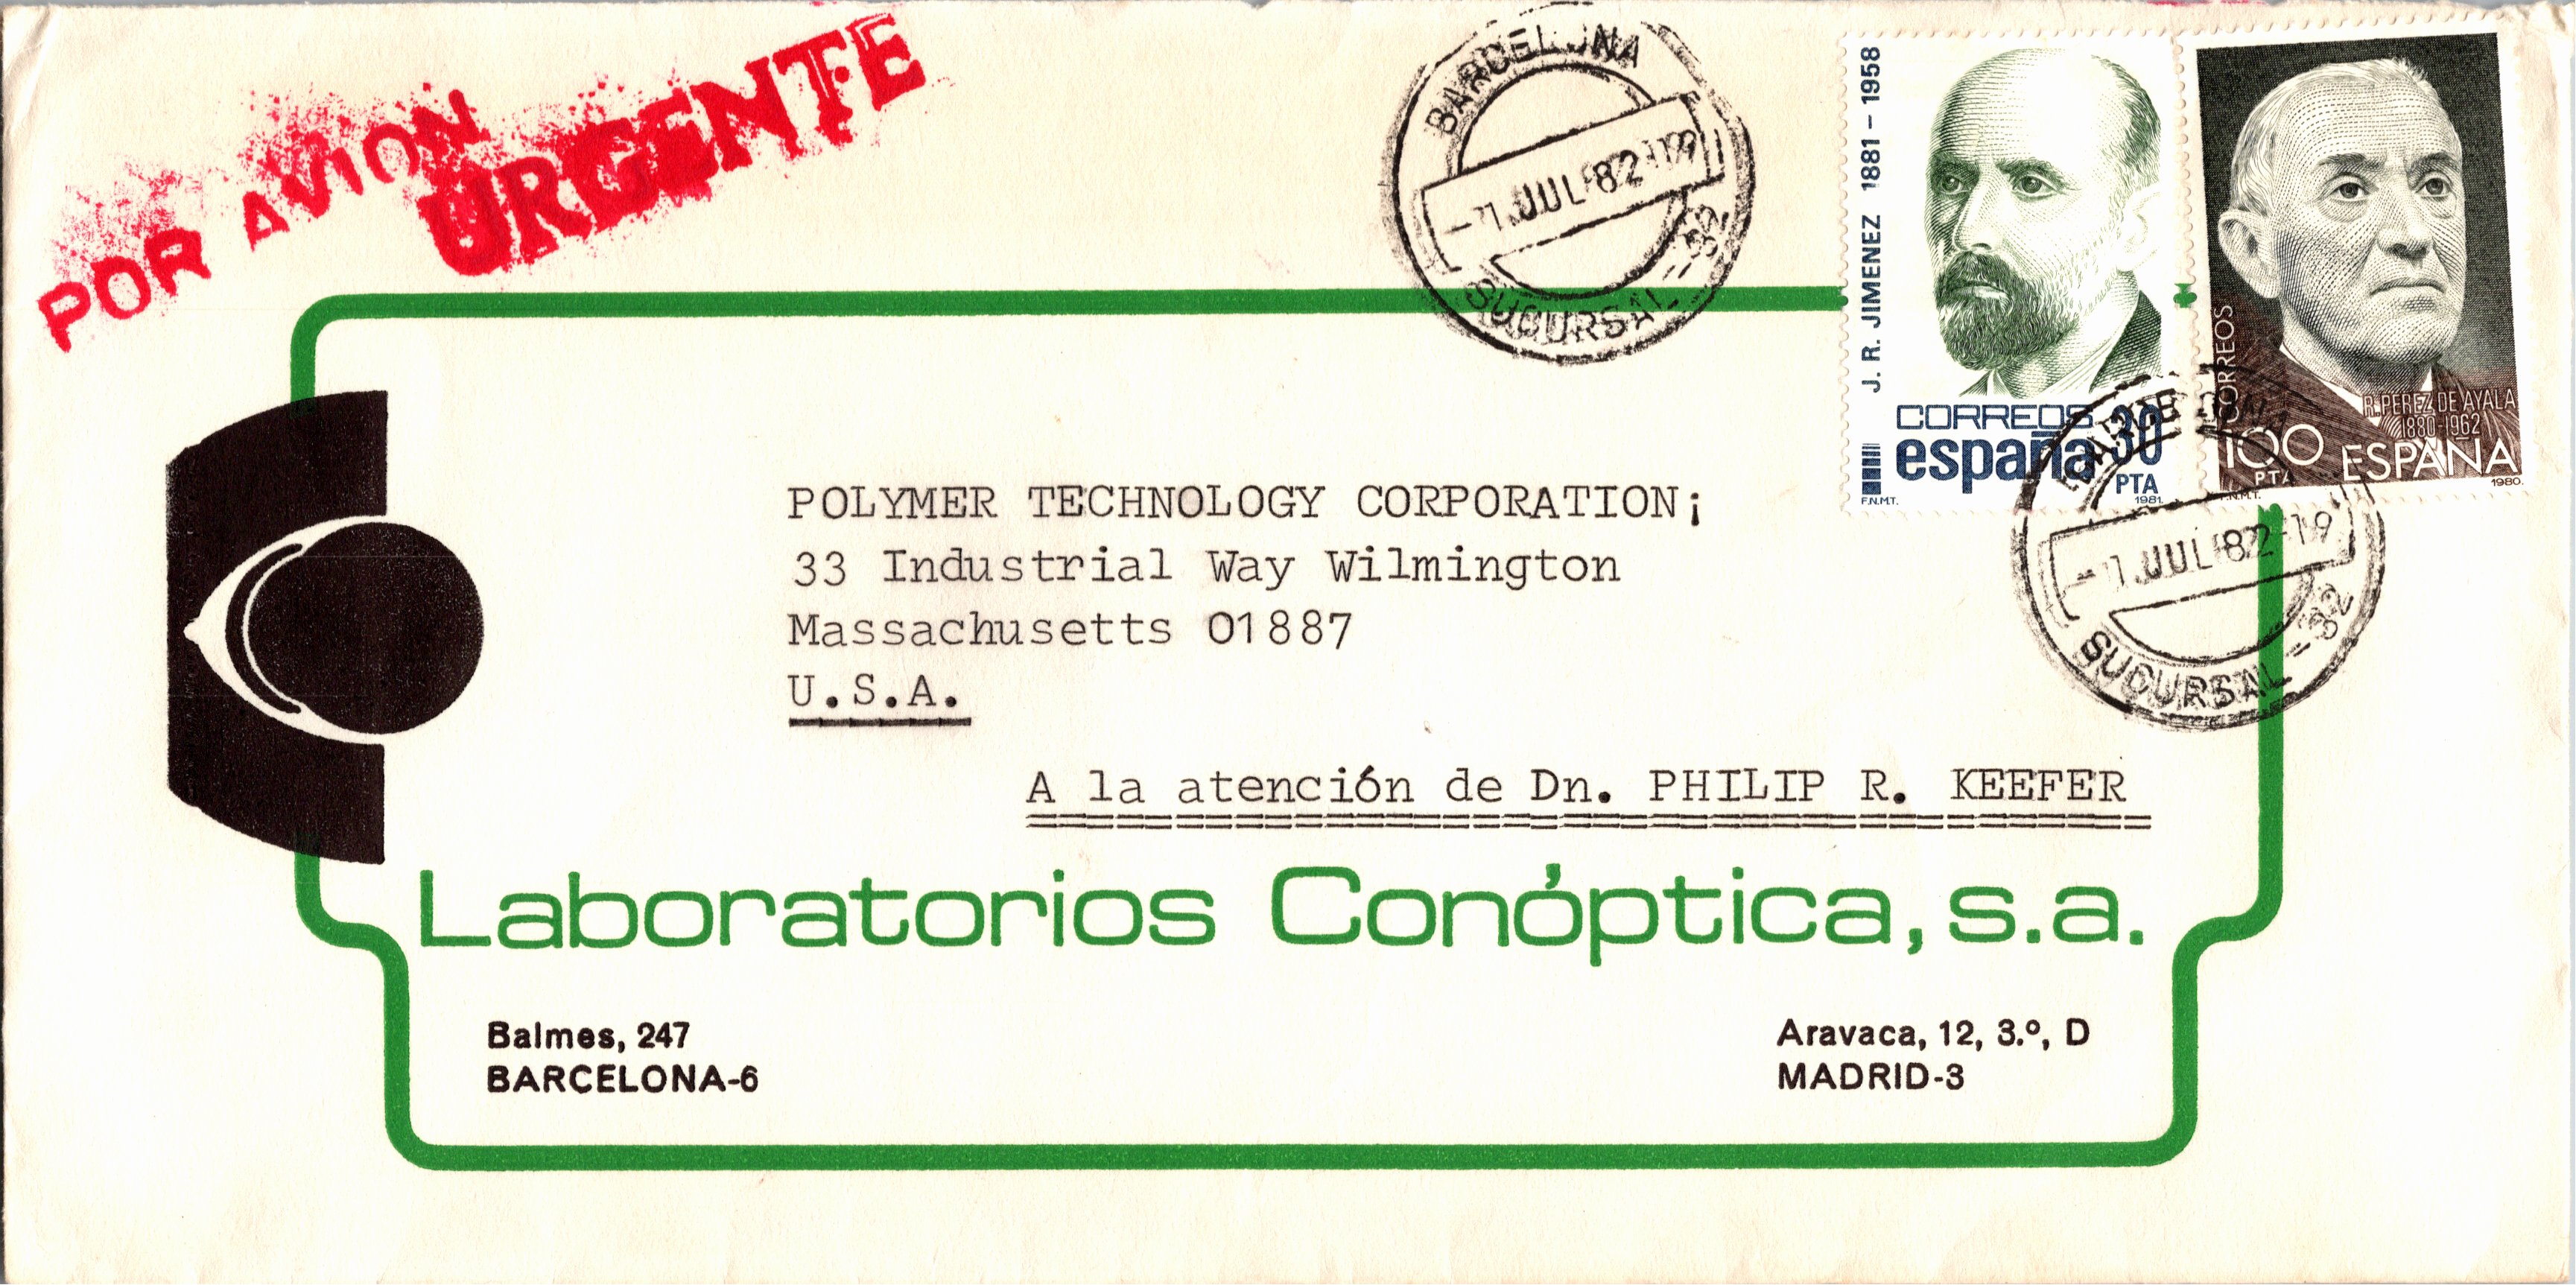 POR AVION
URGENTE
BARCELONA
-1.JUL 82-19
SUCURSAL-32
J. R. JIMENEZ 1881 – 1958
CORREOS
españa 30
PTA
F.N.M.T. 1981.
CORREOS
R. PEREZ DE AYALA
1880-1962
100 ESPAÑA
PTA
F.N.M.T. 1980.
BARCELONA
-1.JUL 82-19
SUCURSAL-32
POLYMER TECHNOLOGY CORPORATION;
33 Industrial Way Wilmington
Massachusetts 01887
U.S.A.
A la atención de Dn. PHILIP R. KEEFER
Laboratorios Conóptica, s.a.
Balmes, 247
BARCELONA-6
Aravaca, 12, 3.º, D
MADRID-3